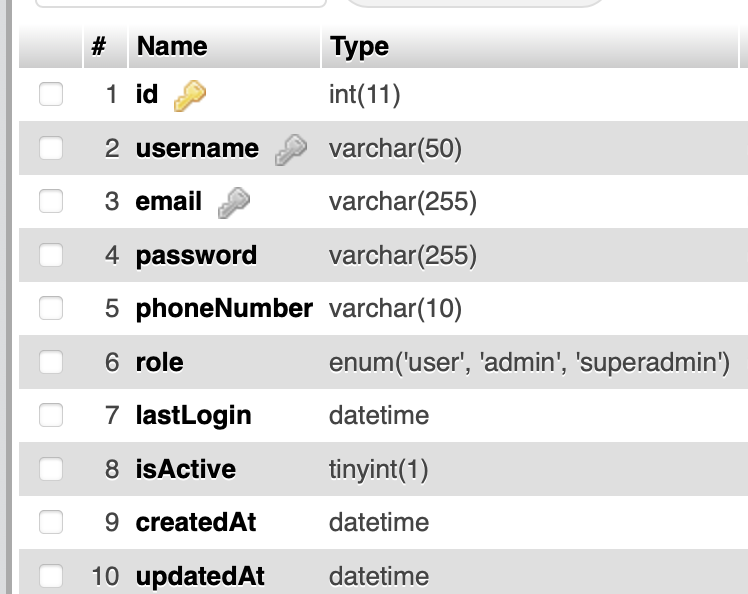 # Name Type
1 id int(11)
2 username varchar(50)
3 email varchar(255)
4 password varchar(255)
5 phoneNumber varchar(10)
6 role enum('user', 'admin', 'superadmin')
7 lastLogin datetime
8 isActive tinyint(1)
9 createdAt datetime
10 updatedAt datetime